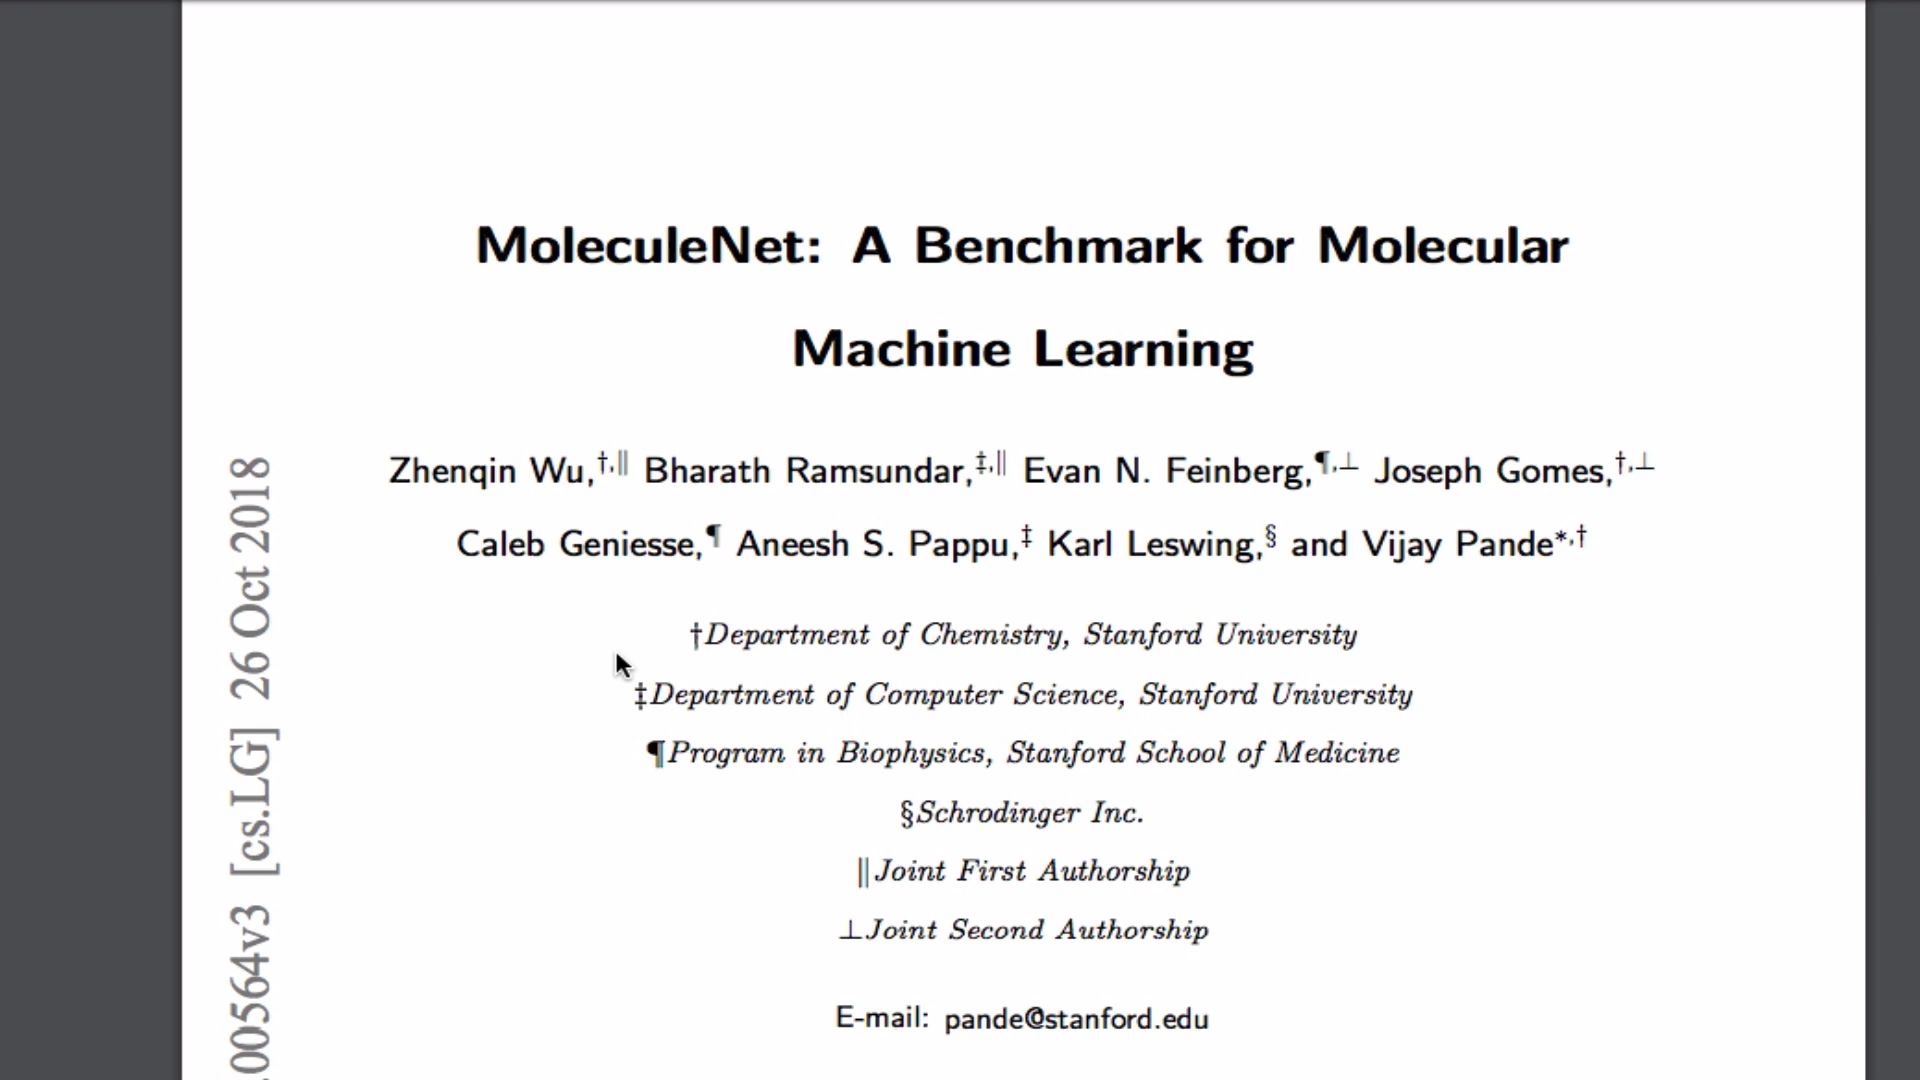 MoleculeNet: A Benchmark for Molecular
Machine Learning
Zhenqin Wu,†,∥ Bharath Ramsundar,‡,∥ Evan N. Feinberg,¶,⊥ Joseph Gomes,†,⊥
Caleb Geniesse,¶ Aneesh S. Pappu,‡ Karl Leswing,§ and Vijay Pande*,†
†Department of Chemistry, Stanford University
‡Department of Computer Science, Stanford University
¶Program in Biophysics, Stanford School of Medicine
§Schrodinger Inc.
∥Joint First Authorship
⊥Joint Second Authorship
E-mail: pande@stanford.edu
.00564v3 [cs.LG] 26 Oct 2018